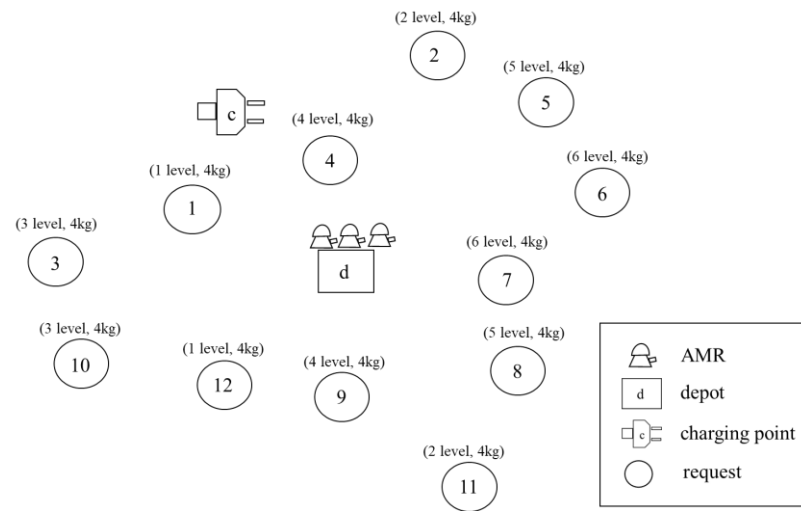 (2 level, 4kg)
2
(5 level, 4kg)
5
c
(4 level, 4kg)
4
(6 level, 4kg)
6
(1 level, 4kg)
1
(3 level, 4kg)
3
d
(6 level, 4kg)
7
(3 level, 4kg)
10
(1 level, 4kg)
12
(4 level, 4kg)
9
(5 level, 4kg)
8
(2 level, 4kg)
11
AMR
d depot
c charging point
request